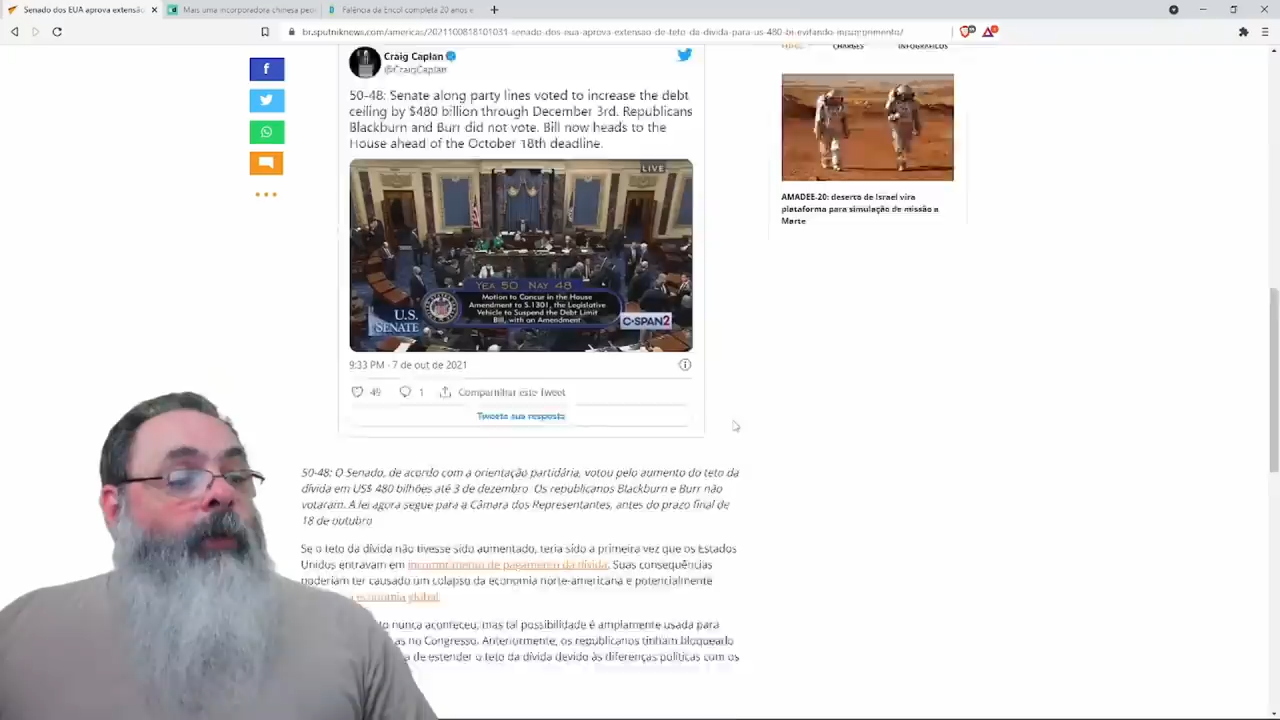 Senado dos EUA aprova extensão
Mais uma incorporadora chinesa pede
Falência da Encol completa 20 anos e
br.sputniknews.com/americas/2021100818101031-senado-dos-eua-aprova-extensao-de-teto-da-divida-para-us-480-bi-evitando-inadimplemento/
CHARGES INFOGRÁFICOS
Craig Caplan
@CraigCaplan
50-48: Senate along party lines voted to increase the debt
ceiling by $480 billion through December 3rd. Republicans
Blackburn and Burr did not vote. Bill now heads to the
House ahead of the October 18th deadline.
LIVE
YEA 50 NAY 48
Motion to Concur in the House
Amendment to S.1301, the Legislative
Vehicle to Suspend the Debt Limit
Bill, with an Amendment
U.S.
SENATE
C-SPAN2
9:33 PM · 7 de out de 2021
49 1 Compartilhar este Tweet
Tweete sua resposta
AMADEE-20: deserto de Israel vira
plataforma para simulação de missão a
Marte
50-48: O Senado, de acordo com a orientação partidária, votou pelo aumento do teto da
dívida em US$ 480 bilhões até 3 de dezembro. Os republicanos Blackburn e Burr não
votaram. A lei agora segue para a Câmara dos Representantes, antes do prazo final de
18 de outubro
Se o teto da dívida não tivesse sido aumentado, teria sido a primeira vez que os Estados
Unidos entravam em incumprimento de pagamento da dívida. Suas consequências
poderiam ter causado um colapso da economia norte-americana e potencialmente
a economia global.
to nunca aconteceu, mas tal possibilidade é amplamente usada para
as no Congresso. Anteriormente, os republicanos tinham bloqueado
a de estender o teto da dívida devido às diferenças políticas com os